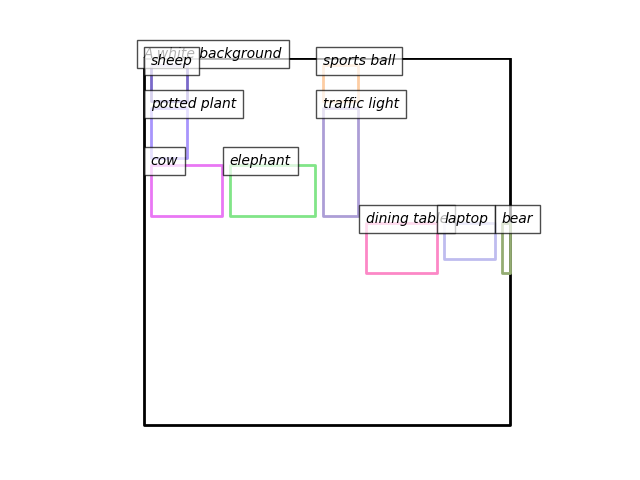 A white background
sheep
sports ball
potted plant
traffic light
cow
elephant
dining table
laptop
bear